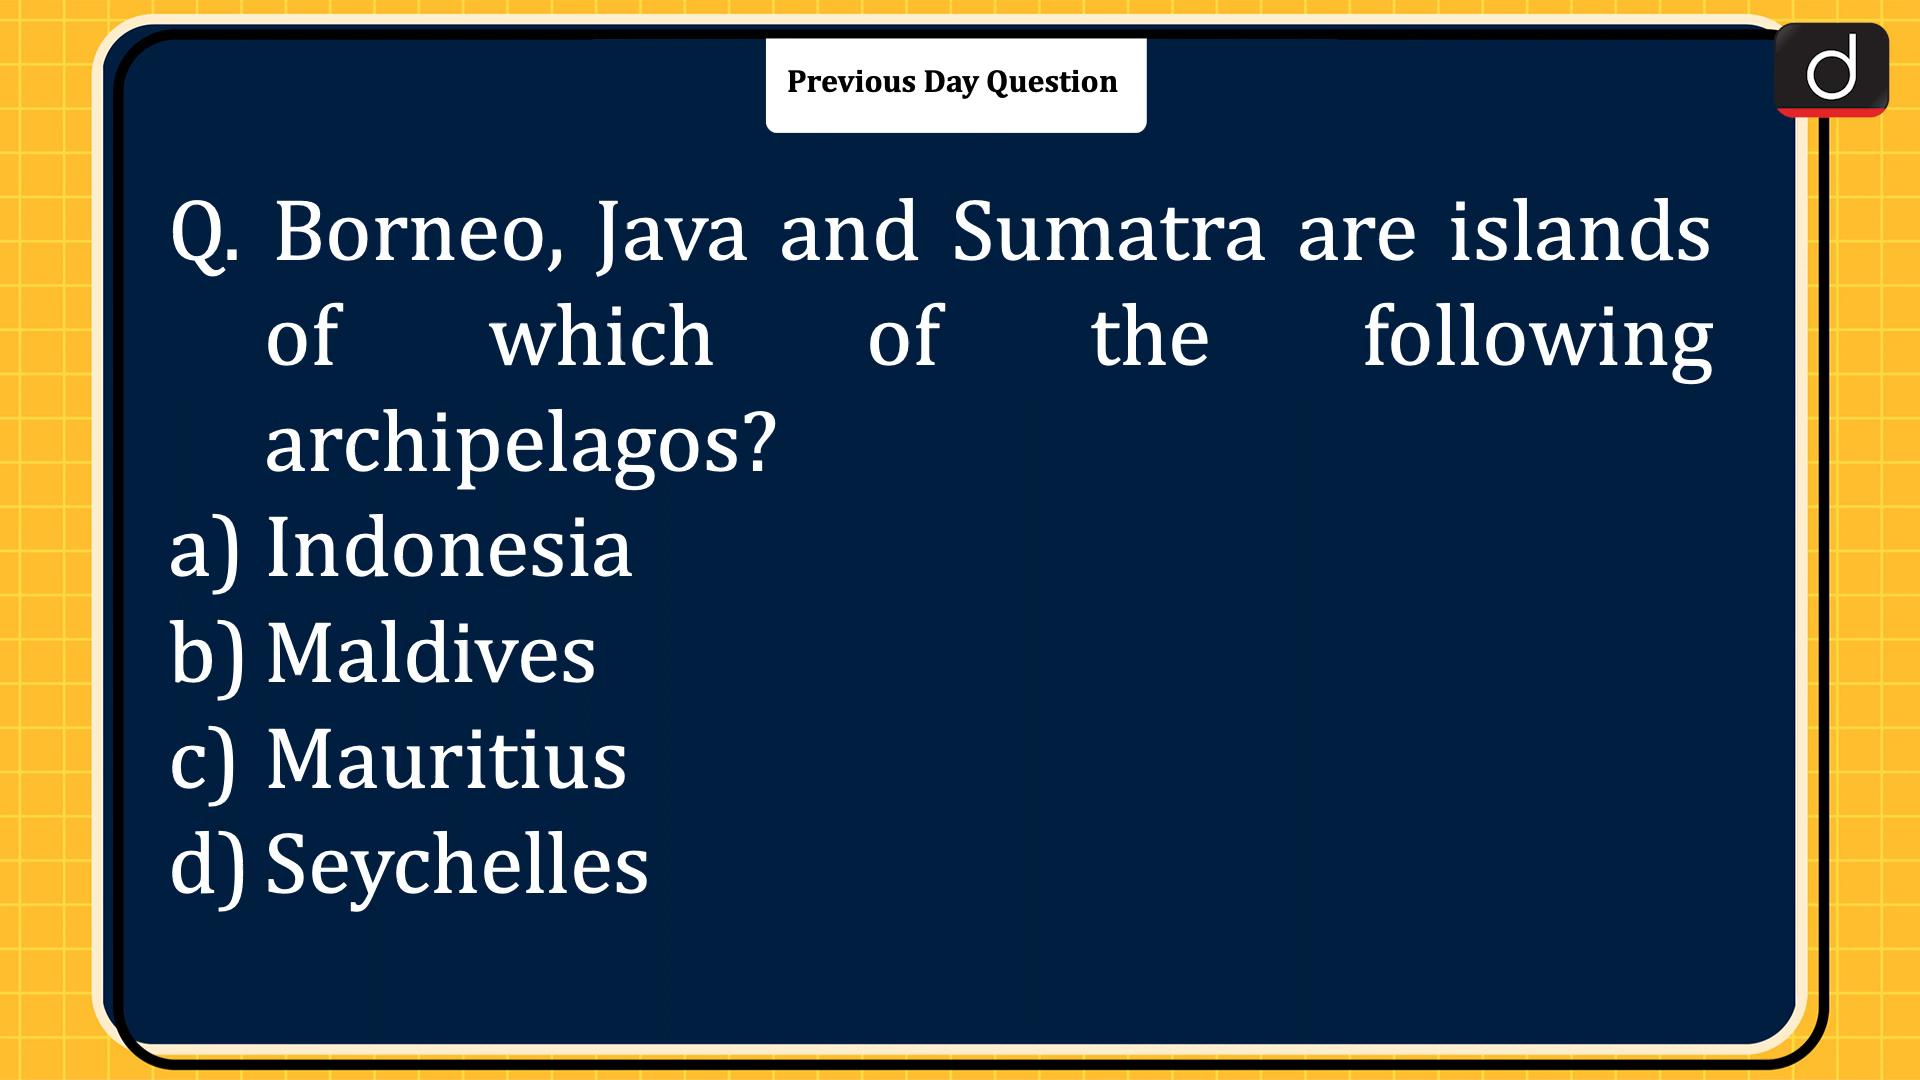 Previous Day Question
Q. Borneo, Java and Sumatra are islands
of which of the following
archipelagos?
a) Indonesia
b) Maldives
c) Mauritius
d) Seychelles